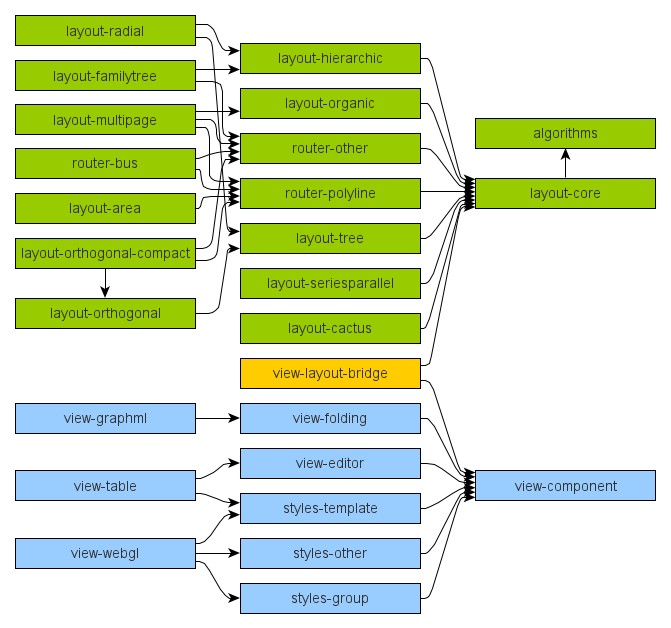 layout-radial
layout-familytree
layout-multipage
router-bus
layout-area
layout-orthogonal-compact
layout-orthogonal
view-graphml
view-table
view-webgl
layout-hierarchic
layout-organic
router-other
router-polyline
layout-tree
layout-seriesparallel
layout-cactus
view-layout-bridge
view-folding
view-editor
styles-template
styles-other
styles-group
algorithms
layout-core
view-component